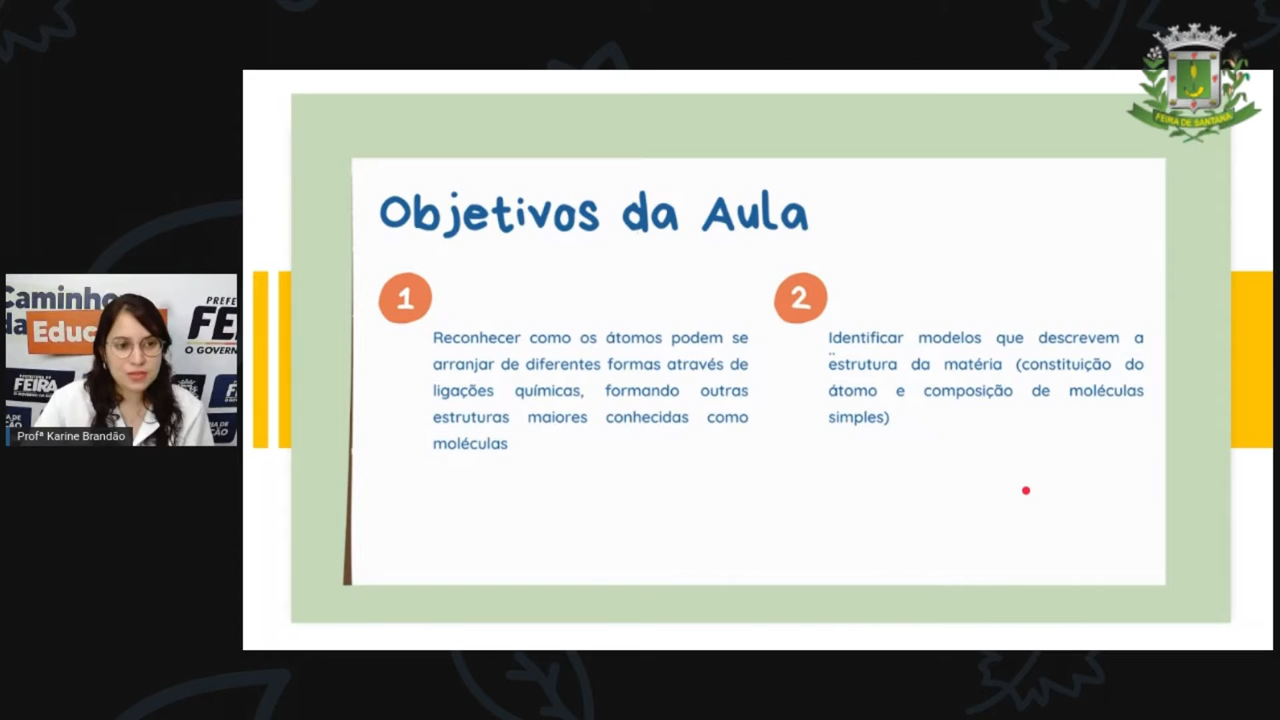 FEIRA DE SANTANA
Objetivos da Aula
1
Reconhecer como os átomos podem se
arranjar de diferentes formas através de
ligações químicas, formando outras
estruturas maiores conhecidas como
moléculas
2
Identificar modelos que descrevem a
estrutura da matéria (constituição do
átomo e composição de moléculas
simples)
Caminhos
da Educ
PREFE
FE
O GOVERN
FEIRA
Profª Karine Brandão